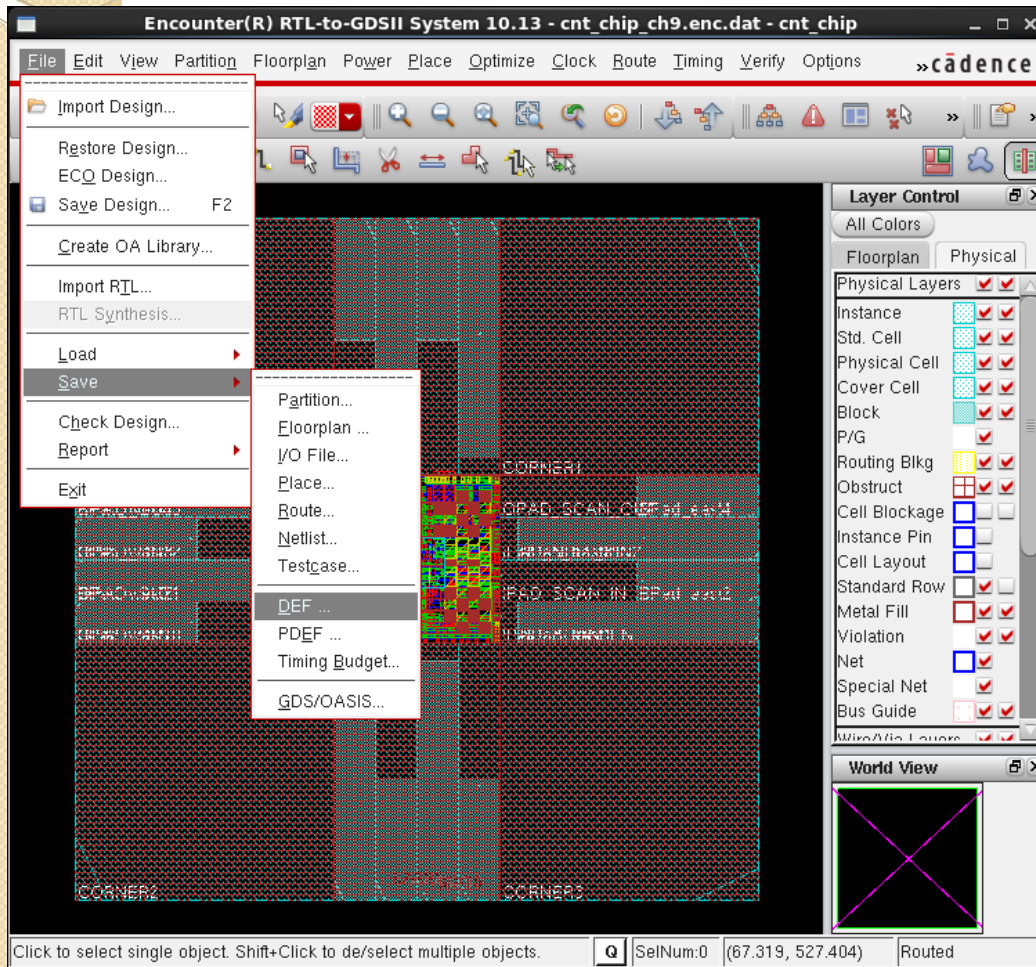 Encounter(R) RTL-to-GDSII System 10.13 - cnt_chip_ch9.enc.dat - cnt_chip
File Edit View Partition Floorplan Power Place Optimize Clock Route Timing Verify Options » cādence
Import Design...
Restore Design...
ECO Design...
Save Design... F2
Create OA Library...
Import RTL...
RTL Synthesis...
Load
Save
Check Design...
Report
Exit
Partition...
Floorplan ...
I/O File...
Place...
Route...
Netlist...
Testcase...
DEF ...
PDEF ...
Timing Budget...
GDS/OASIS...
CORNER1
CORNER2
CORNER3
Layer Control
All Colors
Floorplan Physical
Physical Layers
Instance
Std. Cell
Physical Cell
Cover Cell
Block
P/G
Routing Blkg
Obstruct
Cell Blockage
Instance Pin
Cell Layout
Standard Row
Metal Fill
Violation
Net
Special Net
Bus Guide
Wire/Via Layers
World View
Click to select single object. Shift+Click to de/select multiple objects. Q SelNum:0 (67.319, 527.404) Routed